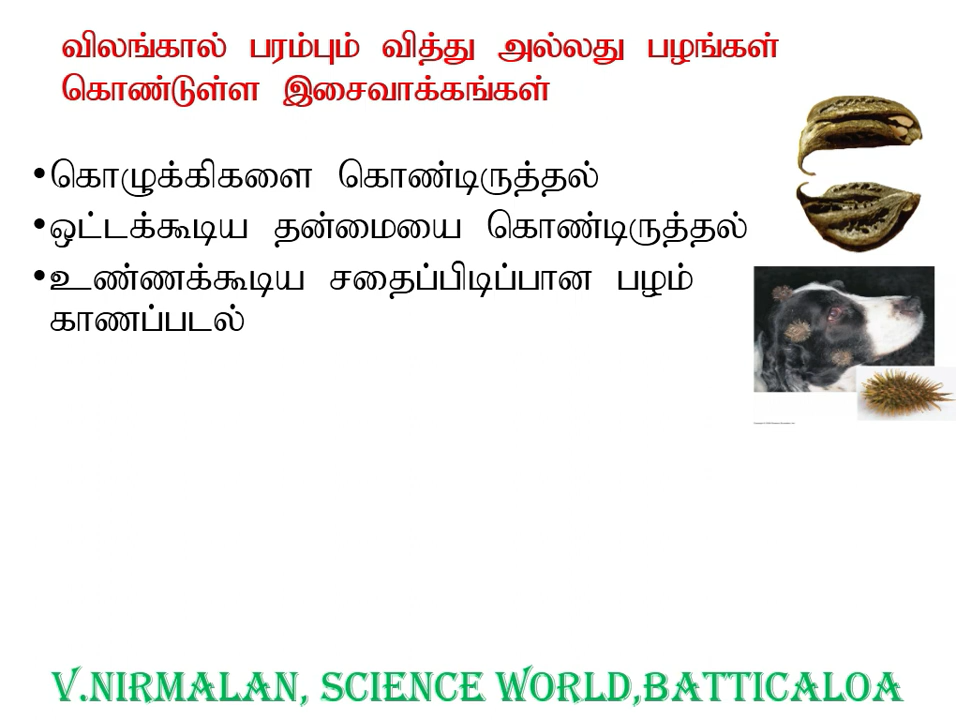 விலங்கால் பரம்பும் வித்து அல்லது பழங்கள்
கொண்டுள்ள இசைவாக்கங்கள்
•கொழுக்கிகளை கொண்டிருத்தல்
•ஒட்டக்கூடிய தன்மையை கொண்டிருத்தல்
•உண்ணக்கூடிய சதைப்பிடிப்பான பழம்
காணப்படல்
V.NIRMALAN, SCIENCE WORLD,BATTICALOA